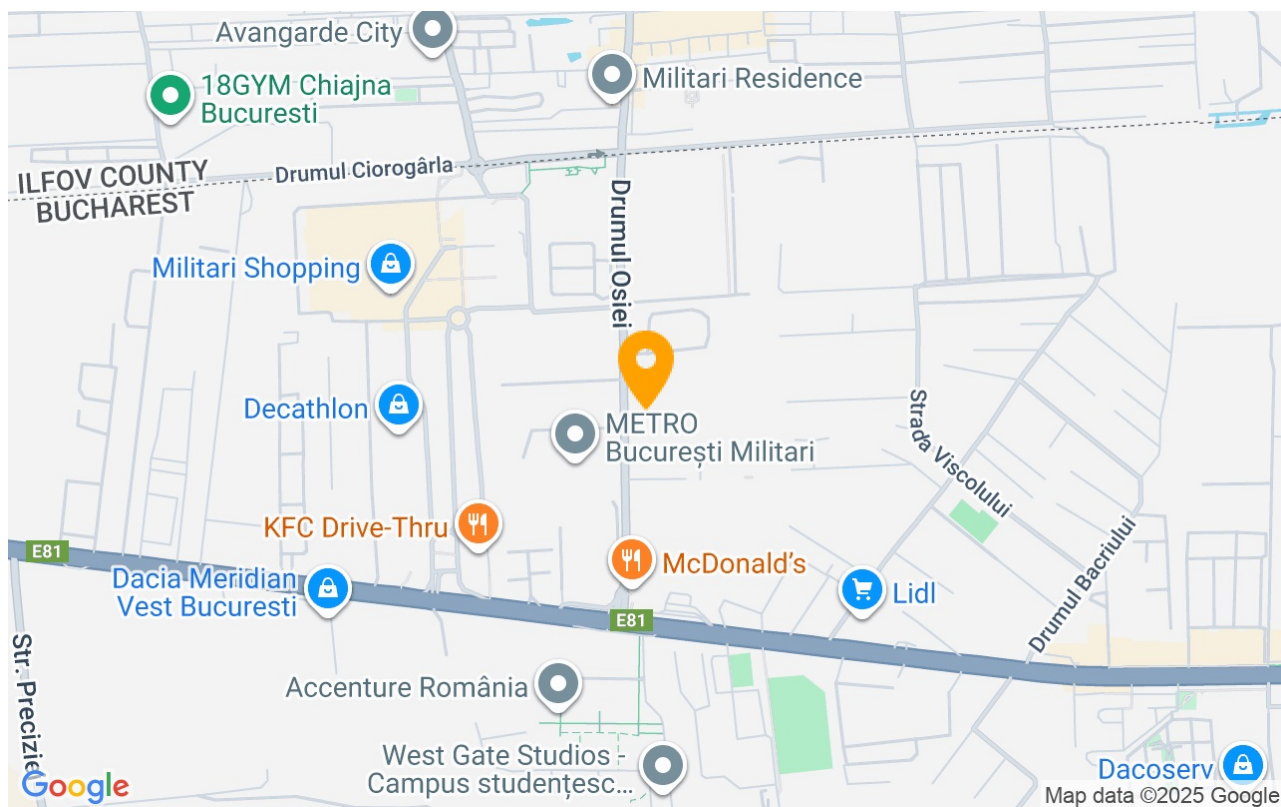 Avangarde City
Militari Residence
18GYM Chiajna
Bucuresti
ILFOV COUNTY
BUCHAREST
Drumul Ciorogârla
Drumul Osiei
Militari Shopping
Decathlon
METRO
București Militari
Strada Viscolului
KFC Drive-Thru
E81
Dacia Meridian
Vest Bucuresti
McDonald's
Lidl
Drumul Bacriului
E81
Str. Preciziei
Accenture România
West Gate Studios -
Campus studențesc...
Dacoserv
Google
Map data ©2025 Google